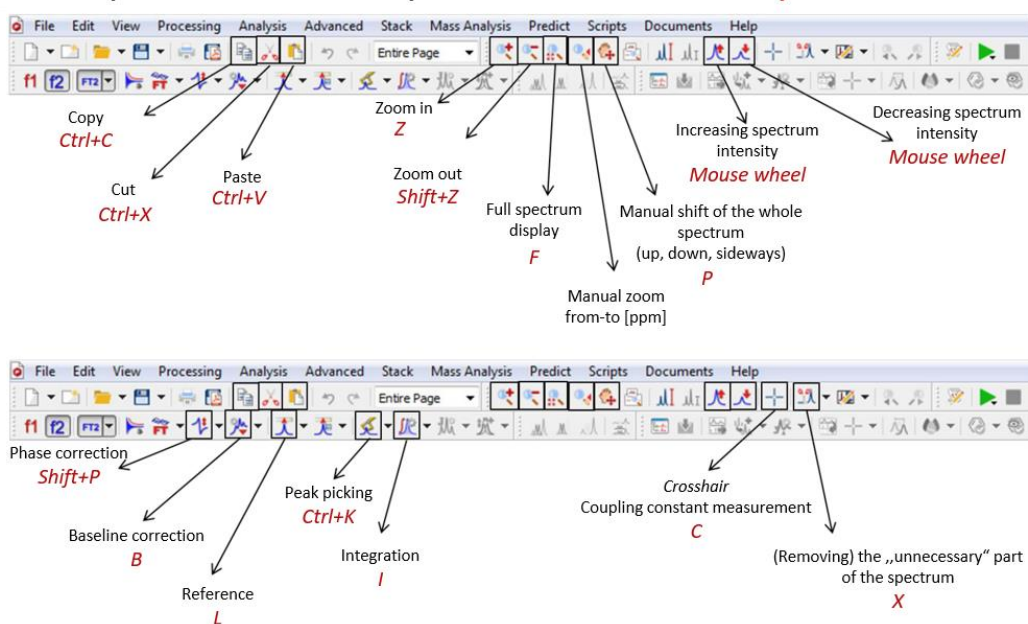 File Edit View Processing Analysis Advanced Stack Mass Analysis Predict Scripts Documents Help
Entire Page
f1 f2 FT2 FT
Copy
Ctrl+C
Cut
Ctrl+X
Paste
Ctrl+V
Zoom in
Z
Zoom out
Shift+Z
Full spectrum
display
F
Manual zoom
from-to [ppm]
Manual shift of the whole
spectrum
(up, down, sideways)
P
Increasing spectrum
intensity
Mouse wheel
Decreasing spectrum
intensity
Mouse wheel
File Edit View Processing Analysis Advanced Stack Mass Analysis Predict Scripts Documents Help
Entire Page
f1 f2 FT2 FT
Phase correction
Shift+P
Baseline correction
B
Reference
L
Peak picking
Ctrl+K
Integration
I
Crosshair
Coupling constant measurement
C
(Removing) the ,,unnecessary“ part
of the spectrum
X